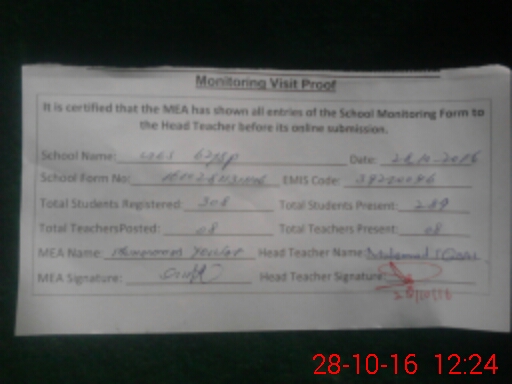 Monitoring Visit Proof
It is certified that the MEA has shown all entries of the School Monitoring Form to
the Head Teacher before its online submission.
School Name: Date: 28-10-2016
School Form No: EMIS Code:
Total Students Registered: 308 Total Students Present: 289
Total TeachersPosted: 08 Total Teachers Present: 08
MEA Name: Head Teacher Name:
MEA Signature: Head Teacher Signature:
28/10/16
28-10-16 12:24